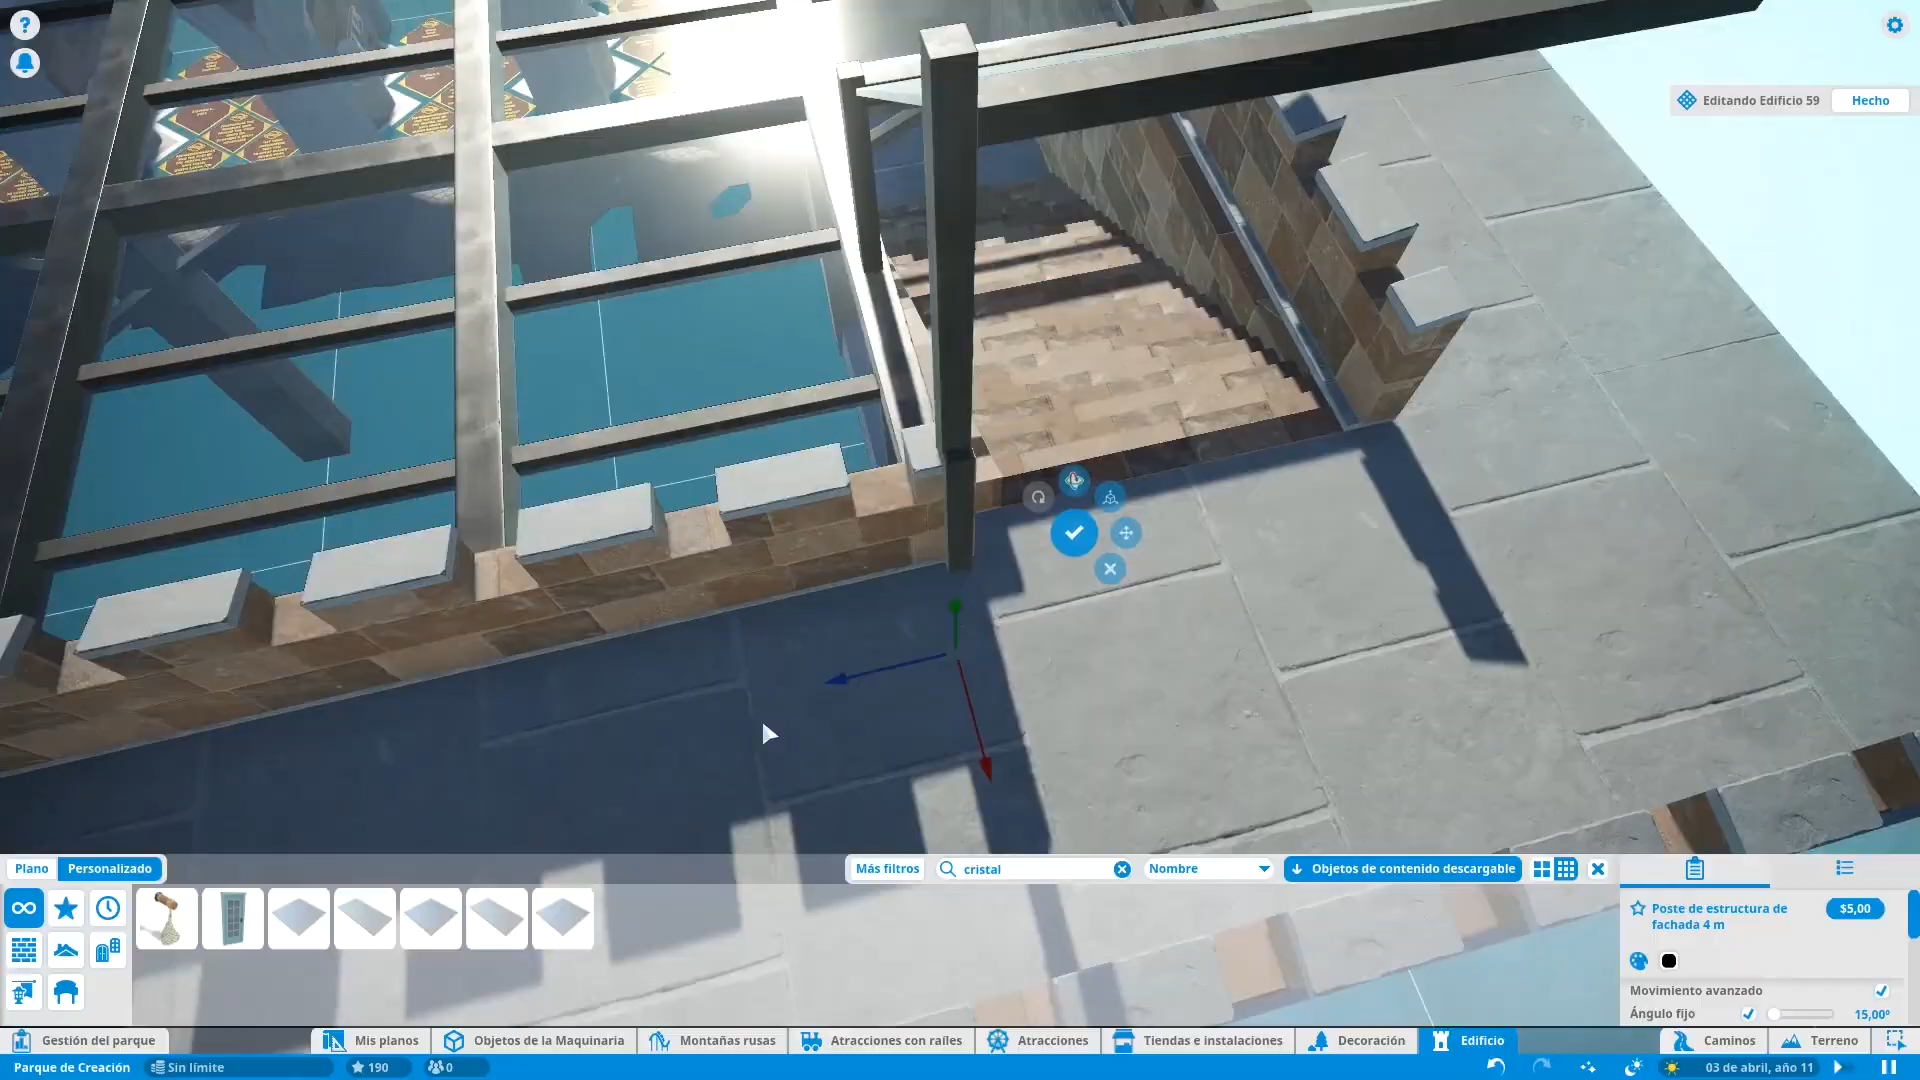 Editando Edificio 59
Hecho
Plano
Personalizado
Más filtros
cristal
Nombre
Objetos de contenido descargable
Poste de estructura de
fachada 4 m
$5,00
Movimiento avanzado
Ángulo fijo
15,00º
Gestión del parque
Mis planos
Objetos de la Maquinaria
Montañas rusas
Atracciones con raíles
Atracciones
Tiendas e instalaciones
Decoración
Edificio
Caminos
Terreno
Parque de Creación
Sin límite
190
0
03 de abril, año 11